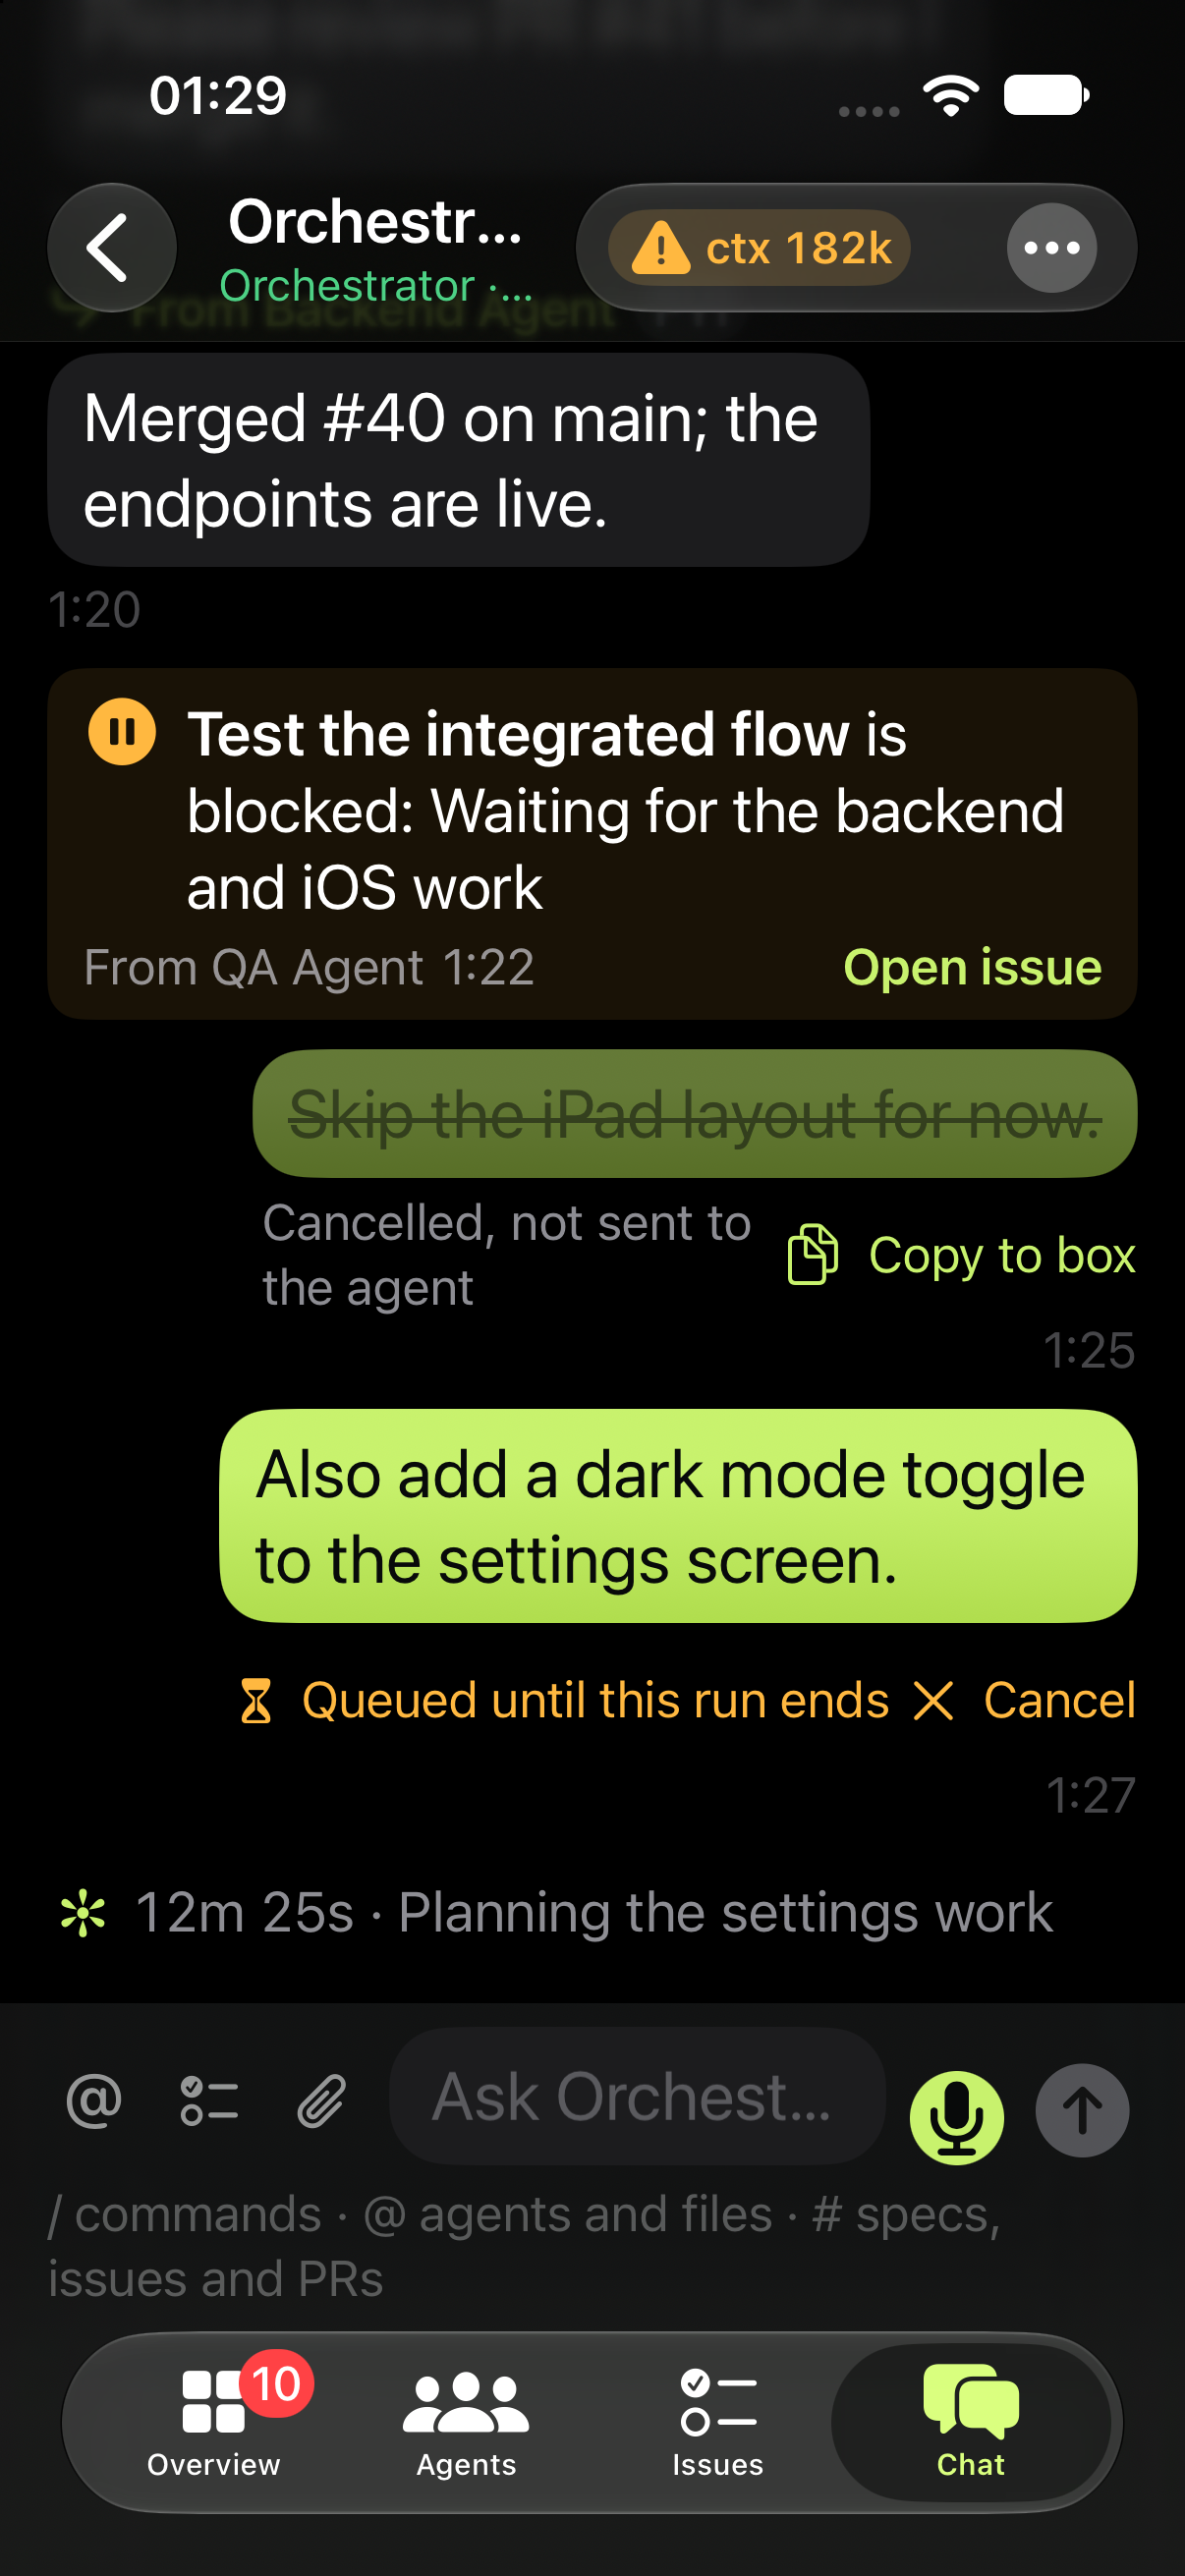 01:29
Orchestr...
ctx 182k
Orchestrator ·...
From Backend Agent
Merged #40 on main; the
endpoints are live.
1:20
Test the integrated flow is
blocked: Waiting for the backend
and iOS work
From QA Agent 1:22
Open issue
Skip the iPad layout for now.
Cancelled, not sent to
the agent
Copy to box
1:25
Also add a dark mode toggle
to the settings screen.
Queued until this run ends
Cancel
1:27
12m 25s · Planning the settings work
Ask Orchest...
/ commands · @ agents and files · # specs,
issues and PRs
10
Overview
Agents
Issues
Chat